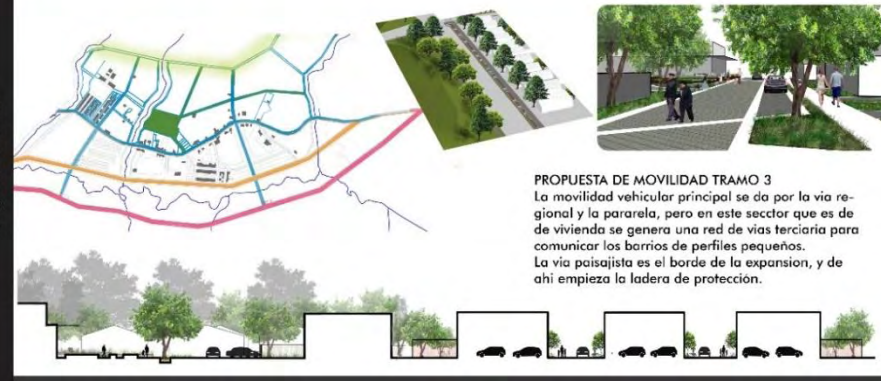 PROPUESTA DE MOVILIDAD TRAMO 3
La movilidad vehicular principal se da por la via re-
gional y la pararela, pero en este secctor que es de
de vivienda se genera una red de vias terciaria para
comunicar los barrios de perfiles pequeños.
La via paisajista es el borde de la expansion, y de
ahi empieza la ladera de protección.